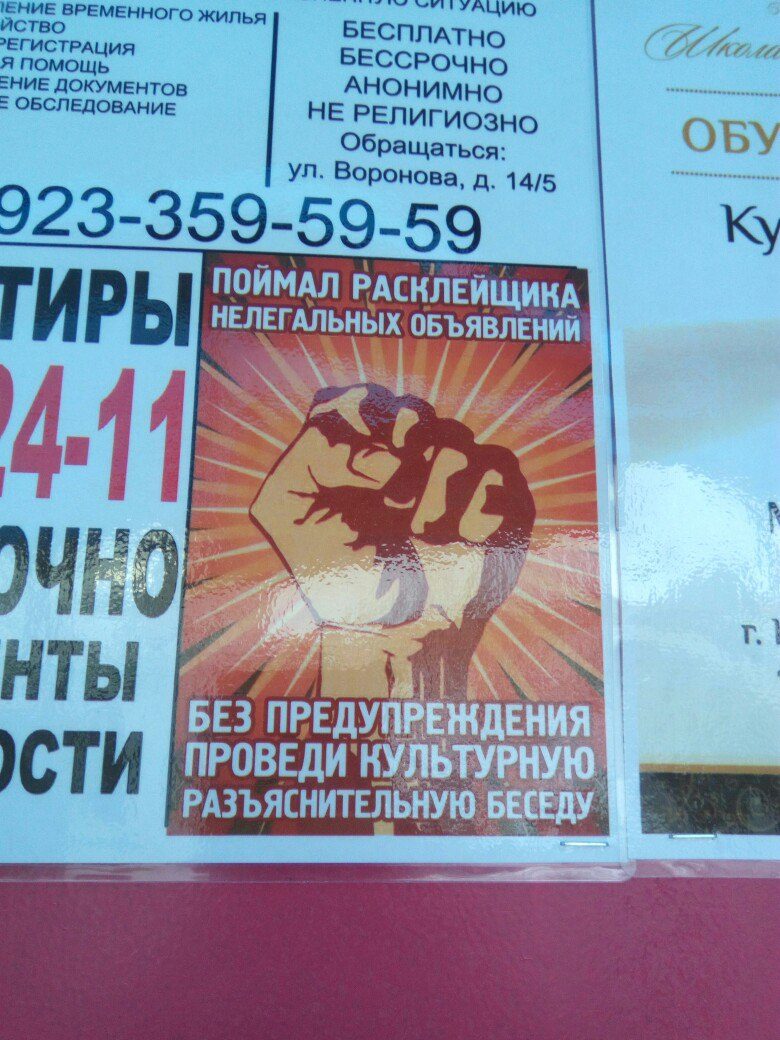 ВРЕМЕННОГО ЖИЛЬЯ
РЕГИСТРАЦИЯ
ПОМОЩЬ
ДОКУМЕНТОВ
ОБСЛЕДОВАНИЕ
СИТУАЦИЮ
БЕСПЛАТНО
БЕССРОЧНО
АНОНИМНО
НЕ РЕЛИГИОЗНО
Обращаться:
ул. Воронова, д. 14/5
923-359-59-59
ТИРЫ
24-11
ОЧНО
НТЫ
ОСТИ
ПОЙМАЛ РАСКЛЕЙЩИКА
НЕЛЕГАЛЬНЫХ ОБЪЯВЛЕНИЙ
БЕЗ ПРЕДУПРЕЖДЕНИЯ
ПРОВЕДИ КУЛЬТУРНУЮ
РАЗЪЯСНИТЕЛЬНУЮ БЕСЕДУ
Школа
ОБУ
Ку
г.